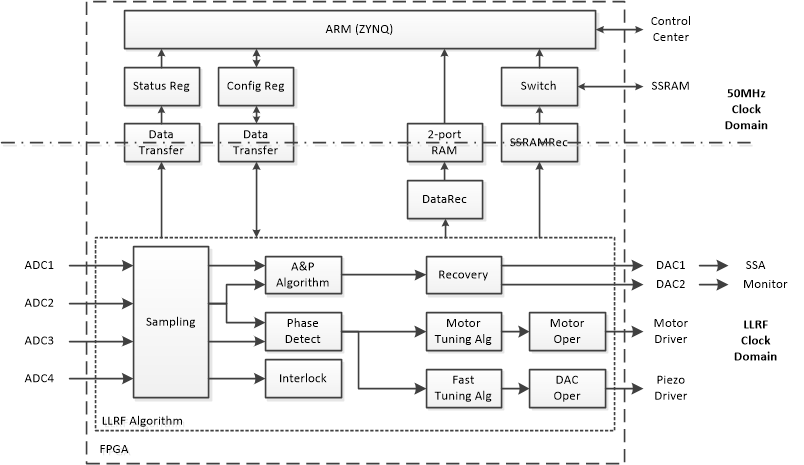 ARM (ZYNQ)
Control
Center
Status Reg
Config Reg
Switch
SSRAM
50MHz
Clock
Domain
Data
Transfer
Data
Transfer
2-port
RAM
SSRAMRec
DataRec
ADC1
ADC2
ADC3
ADC4
Sampling
A&P
Algorithm
Recovery
DAC1
SSA
DAC2
Monitor
Phase
Detect
Motor
Tuning Alg
Motor
Oper
Motor
Driver
LLRF
Clock
Domain
Interlock
Fast
Tuning Alg
DAC
Oper
Piezo
Driver
LLRF Algorithm
FPGA